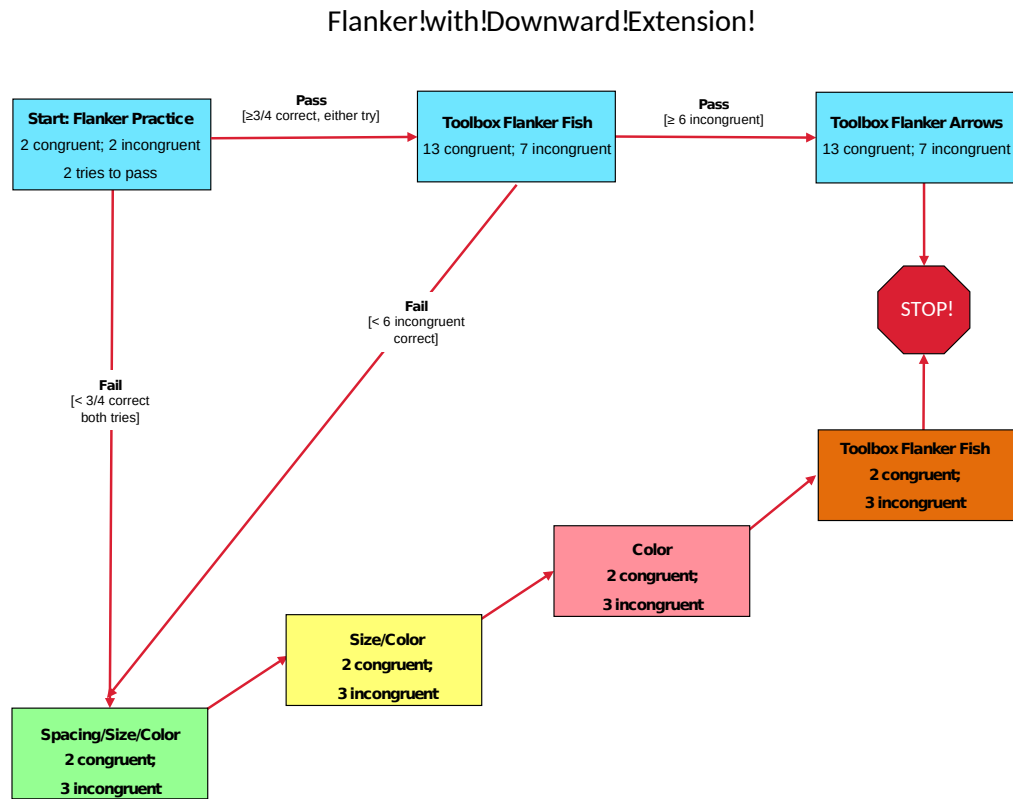 Flanker!with!Downward!Extension!
Start: Flanker Practice
2 congruent; 2 incongruent
2 tries to pass
Pass
[≥3/4 correct, either try]
Toolbox Flanker Fish
13 congruent; 7 incongruent
Pass
[≥ 6 incongruent]
Toolbox Flanker Arrows
13 congruent; 7 incongruent
STOP!
Fail
[< 6 incongruent
correct]
Fail
[< 3/4 correct
both tries]
Toolbox Flanker Fish
2 congruent;
3 incongruent
Color
2 congruent;
3 incongruent
Size/Color
2 congruent;
3 incongruent
Spacing/Size/Color
2 congruent;
3 incongruent